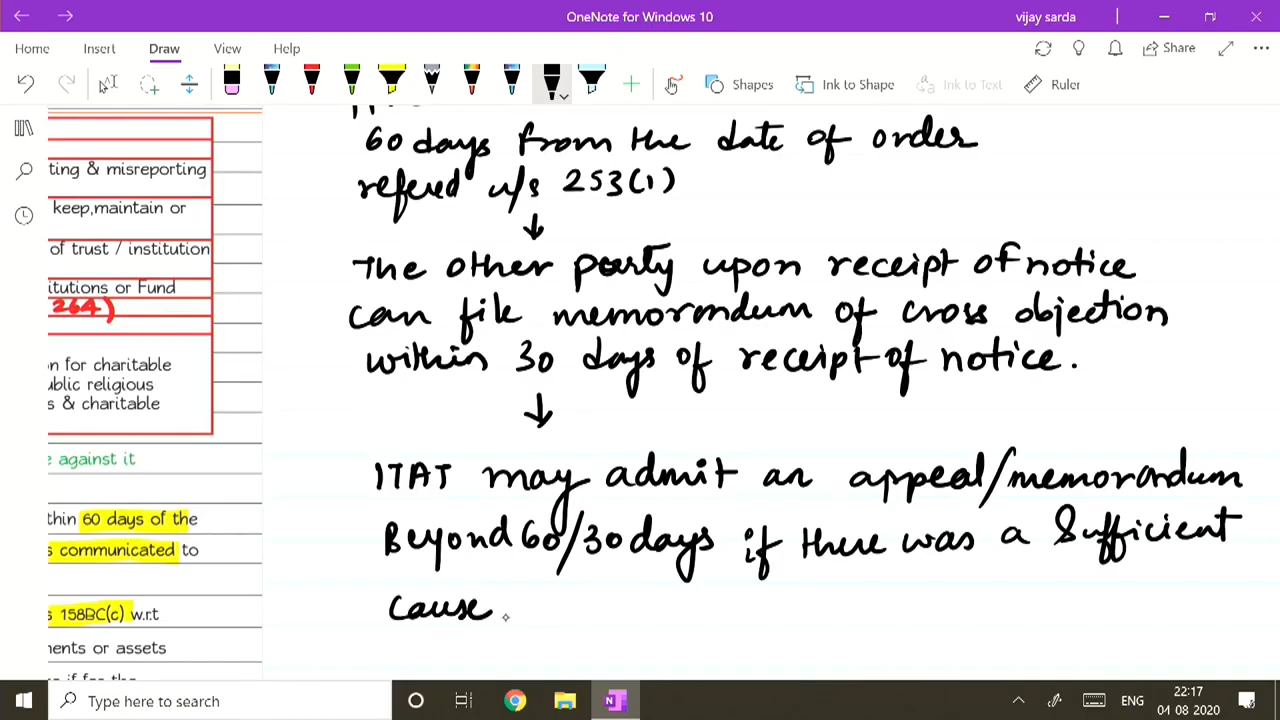 OneNote for Windows 10
vijay sarda
Home Insert Draw View Help
Share
Shapes Ink to Shape Ink to Text Ruler
ting & misreporting
keep,maintain or
of trust / institution
itutions or Fund
264)
n for charitable
ublic religious
s & charitable
e against it
thin 60 days of the
s communicated to
s 158BC(c) w.r.t
nents or assets
60 days from the date of order
refered u/s 253(1)
↓
The other party upon receipt of notice
can file memorandum of cross objection
within 30 days of receipt of notice.
↓
ITAT may admit an appeal/memorandum
Beyond 60/30 days if there was a Sufficient
cause
Type here to search
ENG
22:17
04-08-2020